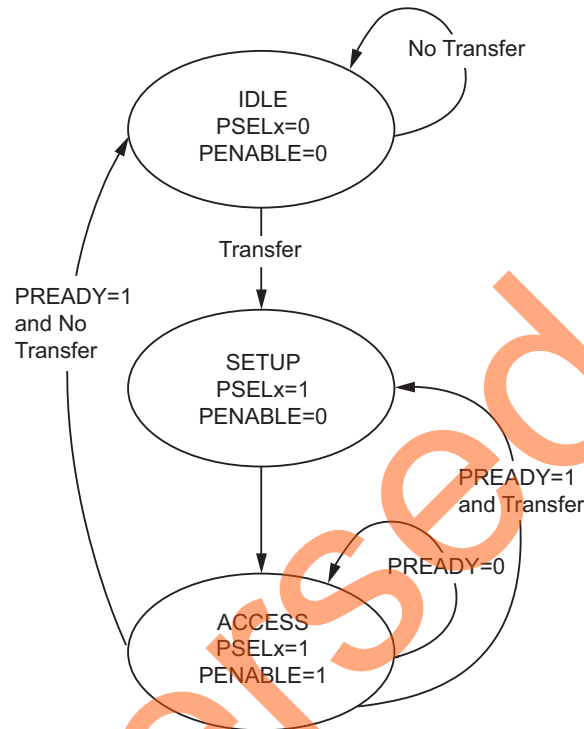 No Transfer
IDLE
PSELx=0
PENABLE=0
Transfer
PREADY=1
and No
Transfer
SETUP
PSELx=1
PENABLE=0
PREADY=1
and Transfer
PREADY=0
ACCESS
PSELx=1
PENABLE=1
ersed